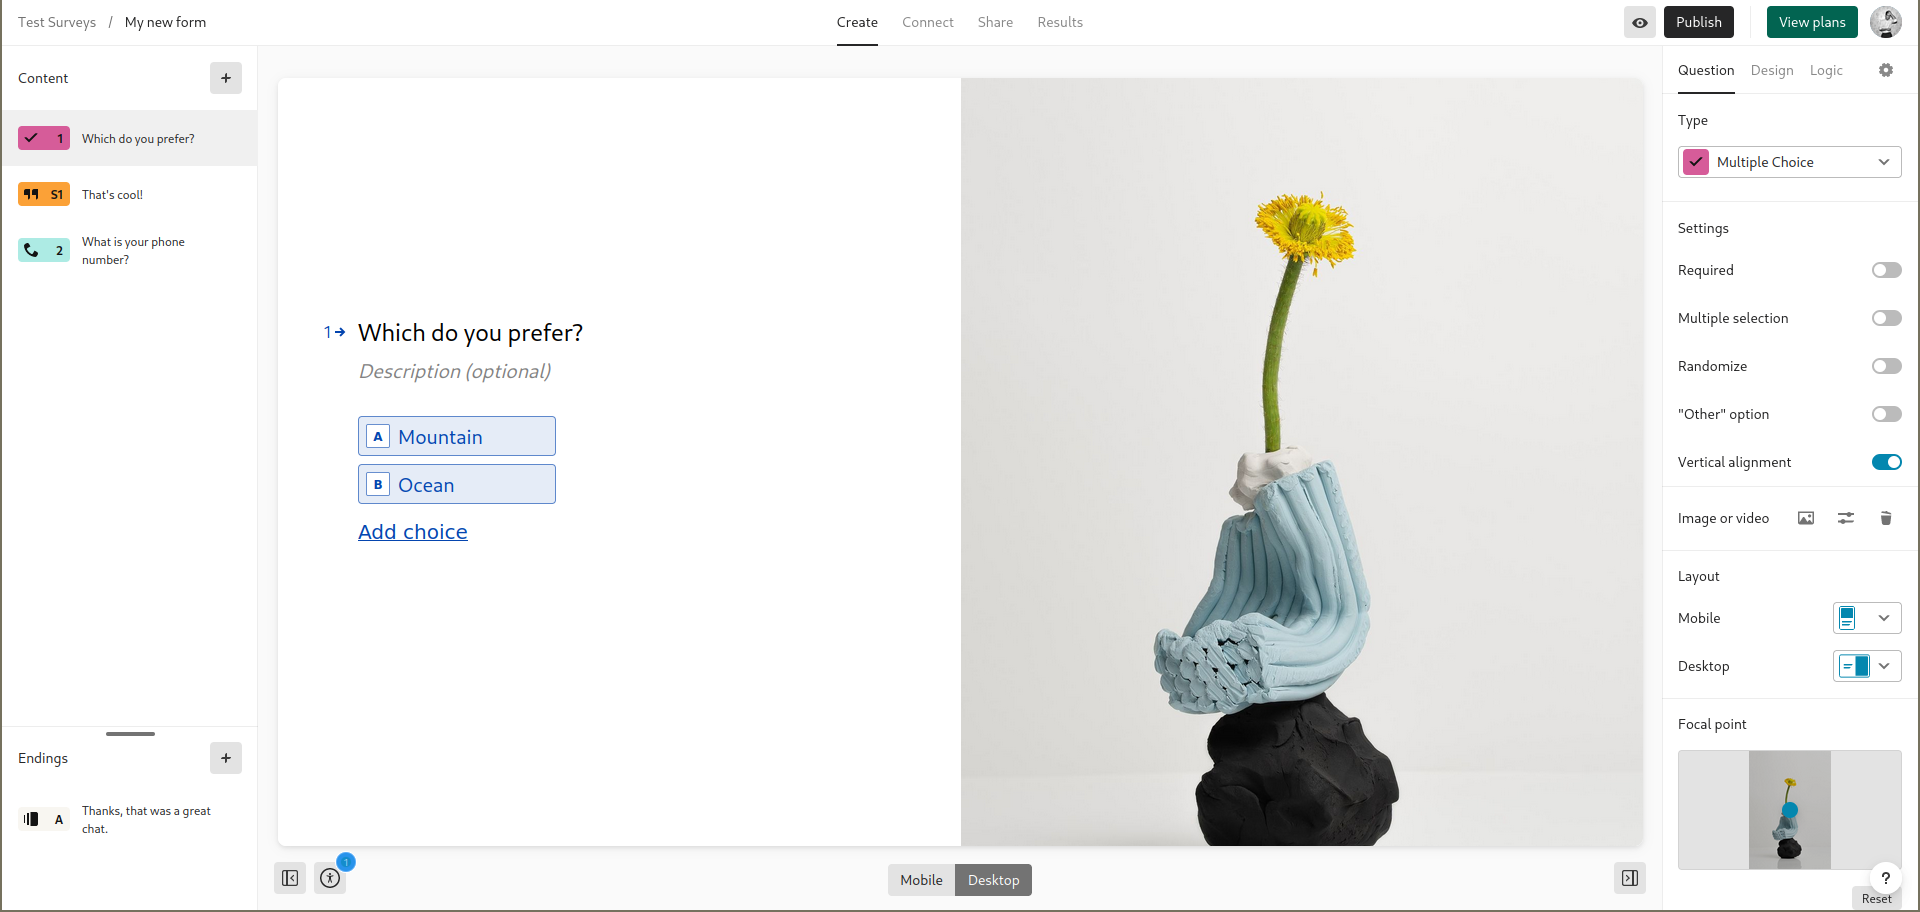 Test Surveys / My new form
Create Connect Share Results
Publish
View plans
Content
1 Which do you prefer?
S1 That's cool!
2 What is your phone
number?
Endings
A Thanks, that was a great
chat.
1
Which do you prefer?
Description (optional)
A Mountain
B Ocean
Add choice
1
Mobile Desktop
Question Design Logic
Type
Multiple Choice
Settings
Required
Multiple selection
Randomize
"Other" option
Vertical alignment
Image or video
Layout
Mobile
Desktop
Focal point
?
Reset